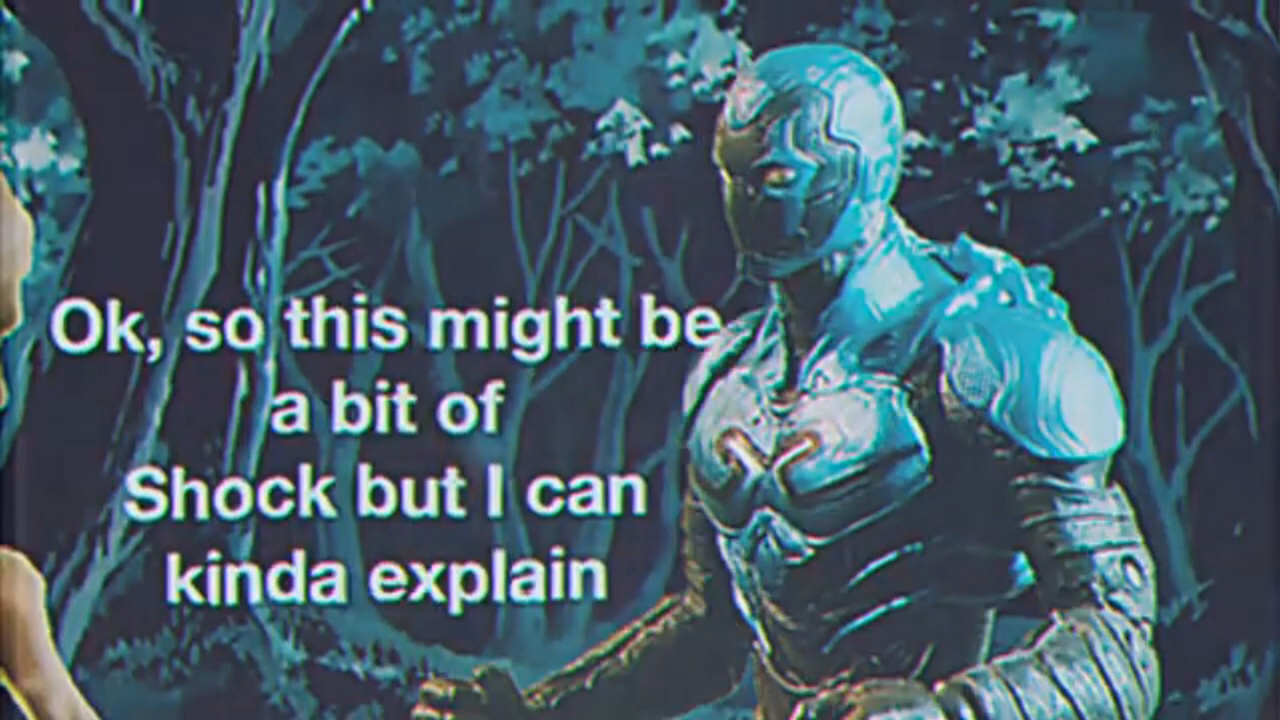 Ok, so this might be
a bit of
Shock but I can
kinda explain